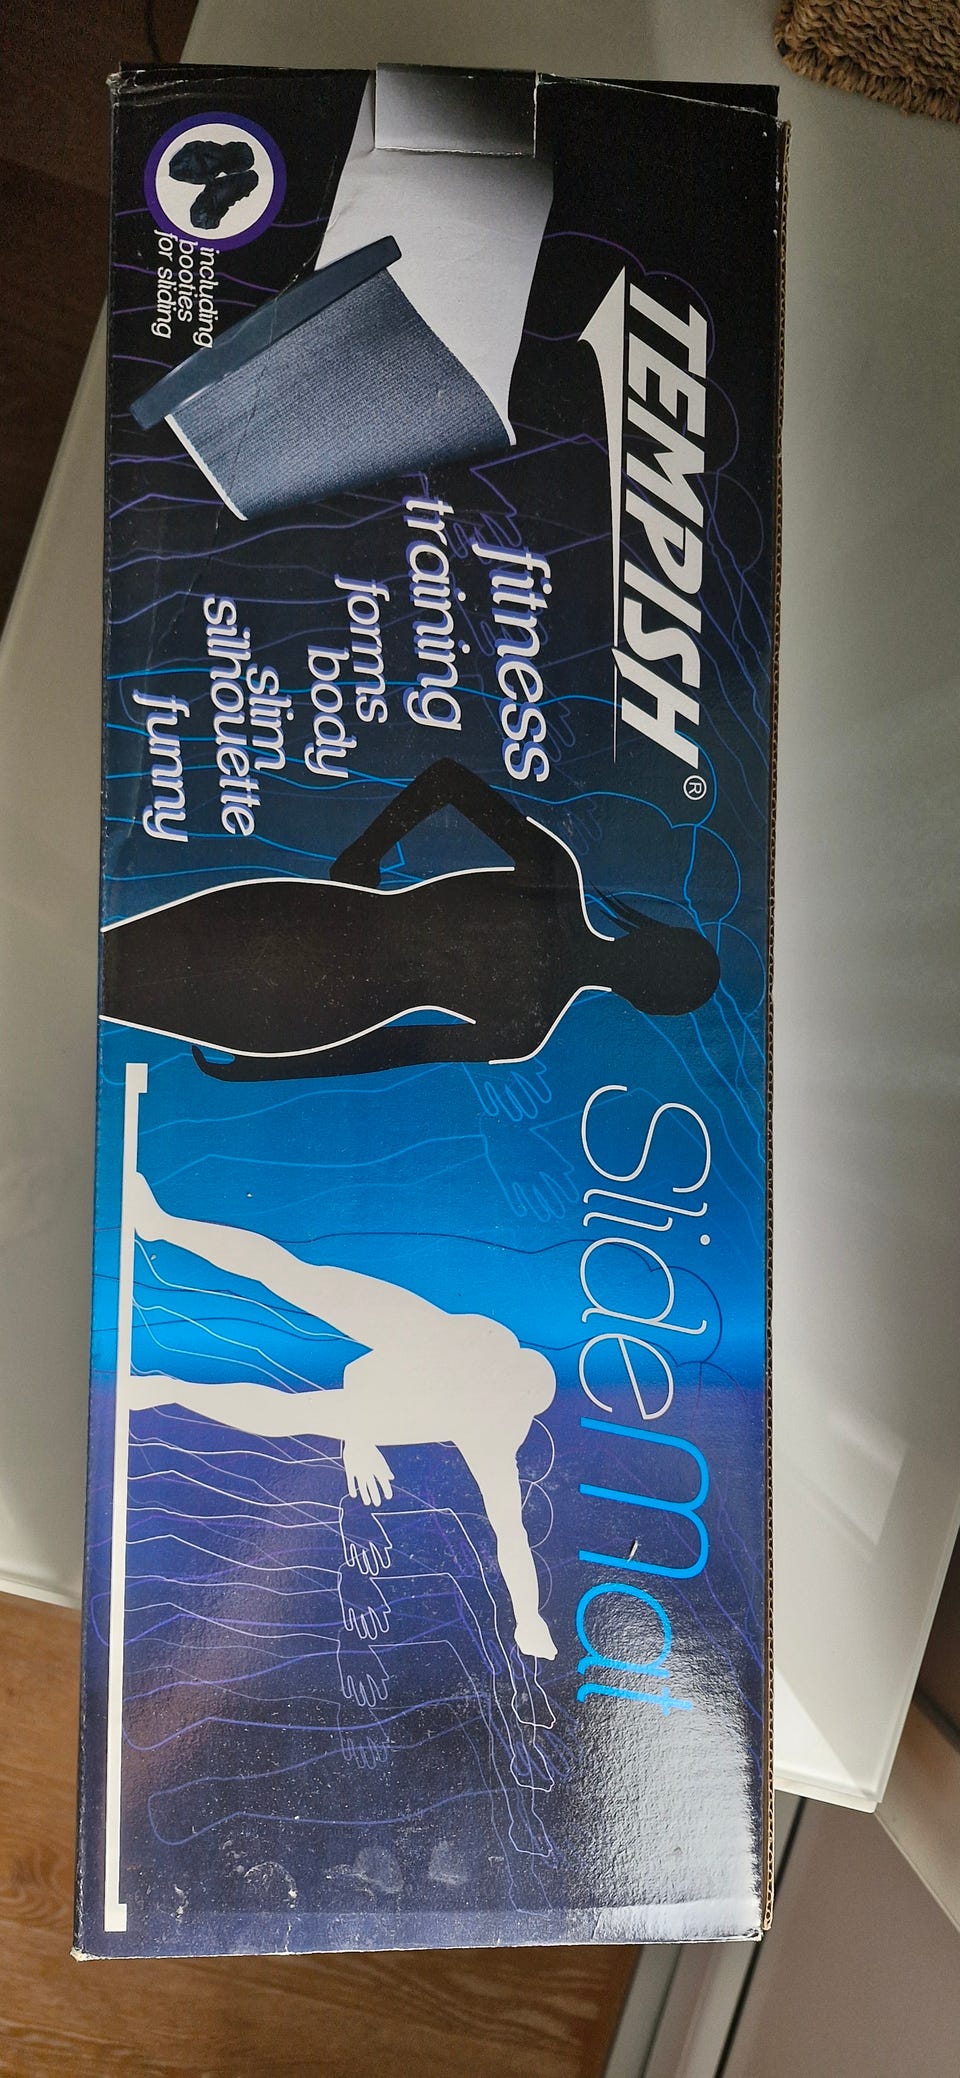 TEMPISH®
Slidemat
fitness
training
forms
body
slim
silhouette
funny
including
booties
for sliding